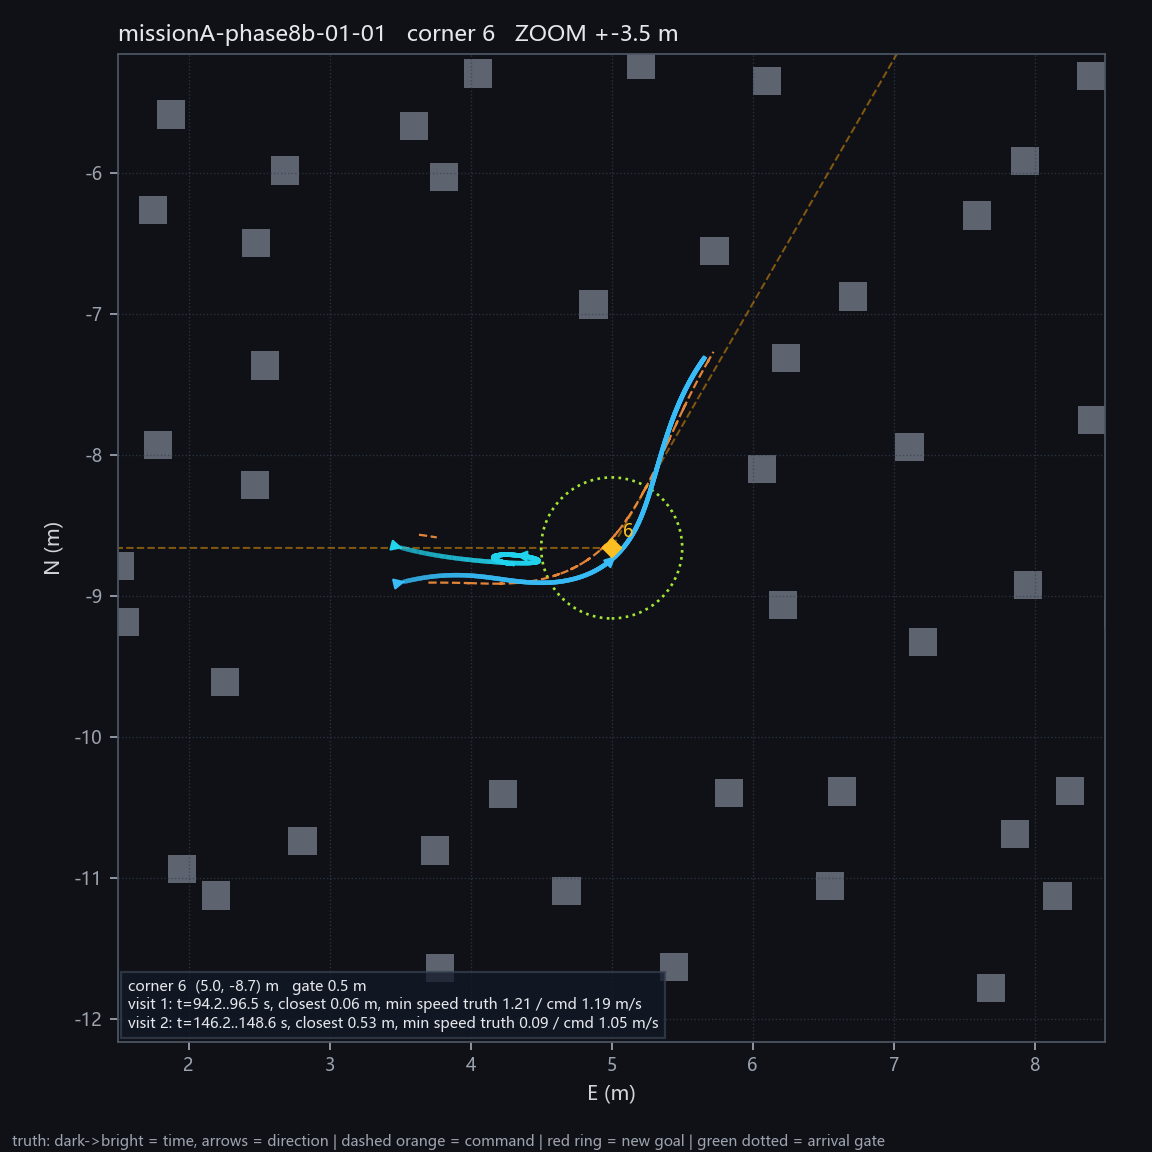 missionA-phase8b-01-01   corner 6   ZOOM +-3.5 m
-6
-7
-8
-9
-10
-11
-12
N (m)
6
corner 6  (5.0, -8.7) m   gate 0.5 m
visit 1: t=94.2..96.5 s, closest 0.06 m, min speed truth 1.21 / cmd 1.19 m/s
visit 2: t=146.2..148.6 s, closest 0.53 m, min speed truth 0.09 / cmd 1.05 m/s
2 3 4 5 6 7 8
E (m)
truth: dark->bright = time, arrows = direction | dashed orange = command | red ring = new goal | green dotted = arrival gate